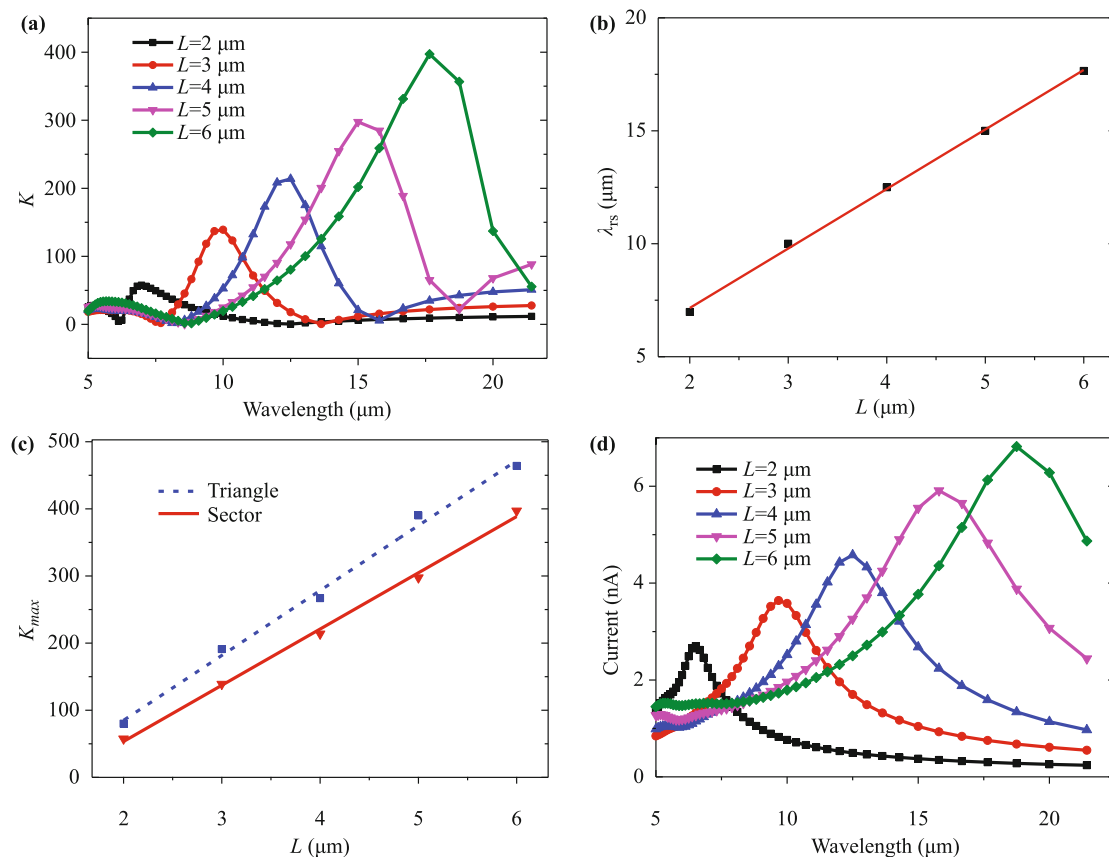 (a)
L=2 μm
L=3 μm
L=4 μm
L=5 μm
L=6 μm
400
300
200
100
0
K
5 10 15 20
Wavelength (μm)
(b)
20
15
10
5
λrs (μm)
2 3 4 5 6
L (μm)
(c)
500
400
300
200
100
0
Kmax
Triangle
Sector
2 3 4 5 6
L (μm)
(d)
L=2 μm
L=3 μm
L=4 μm
L=5 μm
L=6 μm
6
4
2
0
Current (nA)
5 10 15 20
Wavelength (μm)